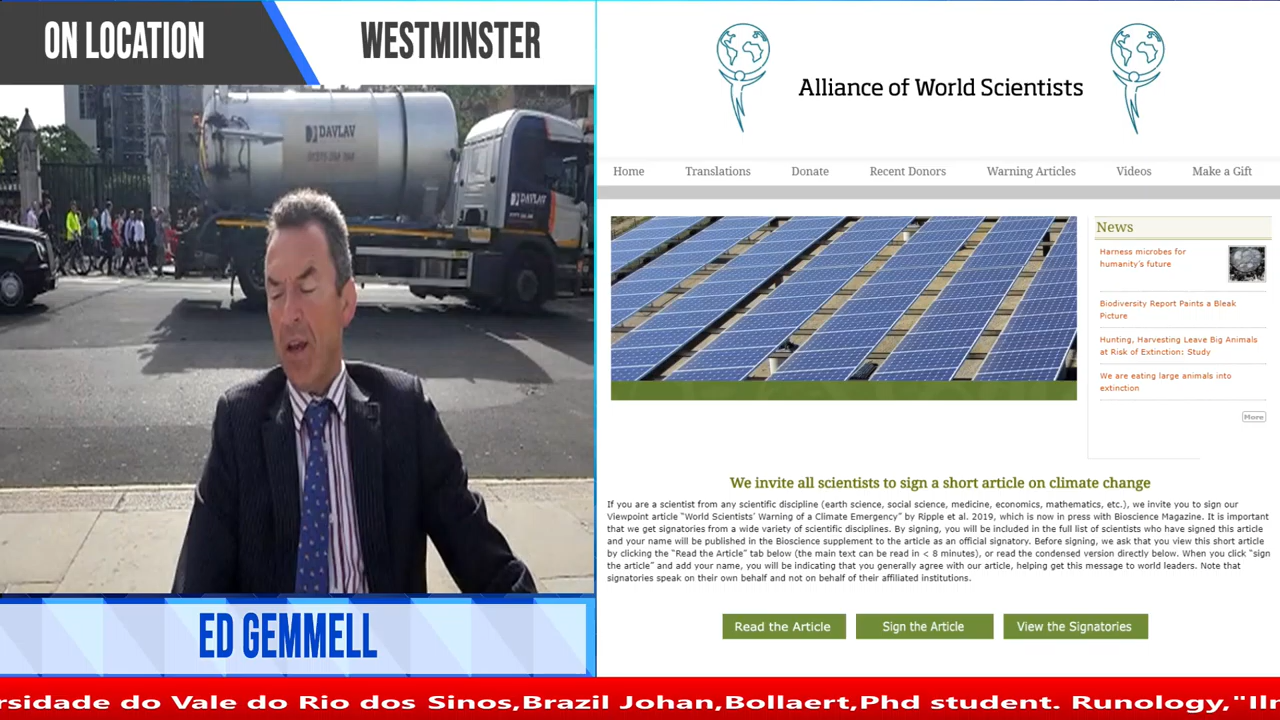 ON LOCATION
WESTMINSTER
DAVLAV
DAVLAV
ED GEMMELL
Alliance of World Scientists
Home
Translations
Donate
Recent Donors
Warning Articles
Videos
Make a Gift
News
Harness microbes for
humanity's future
Biodiversity Report Paints a Bleak
Picture
Hunting, Harvesting Leave Big Animals
at Risk of Extinction: Study
We are eating large animals into
extinction
More
We invite all scientists to sign a short article on climate change
If you are a scientist from any scientific discipline (earth science, social science, medicine, economics, mathematics, etc.), we invite you to sign our
Viewpoint article “World Scientists’ Warning of a Climate Emergency” by Ripple et al. 2019, which is now in press with Bioscience Magazine. It is important
that we get signatories from a wide variety of scientific disciplines. By signing, you will be included in the full list of scientists who have signed this article
and your name will be published in the Bioscience supplement to the article as an official signatory. Before signing, we ask that you view this short article
by clicking the “Read the Article” tab below (the main text can be read in < 8 minutes), or read the condensed version directly below. When you click “sign
the article” and add your name, you will be indicating that you generally agree with our article, helping get this message to world leaders. Note that
signatories speak on their own behalf and not on behalf of their affiliated institutions.
Read the Article
Sign the Article
View the Signatories
rsidade do Vale do Rio dos Sinos,Brazil Johan,Bollaert,Phd student. Runology,"Ilr